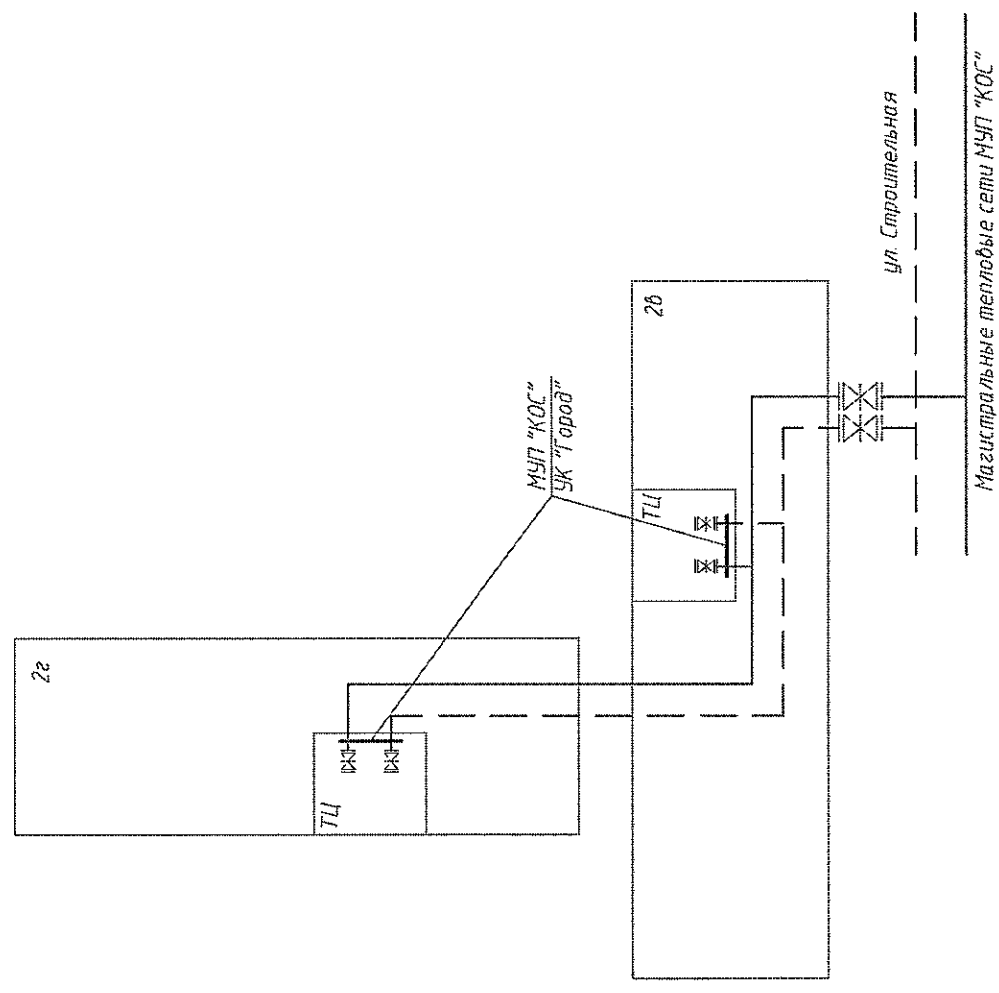 2г
ТЦ
МУП "КОС"
УК "Город"
ТЦ
2в
ул. Строительная
Магистральные тепловые сети МУП "КОС"